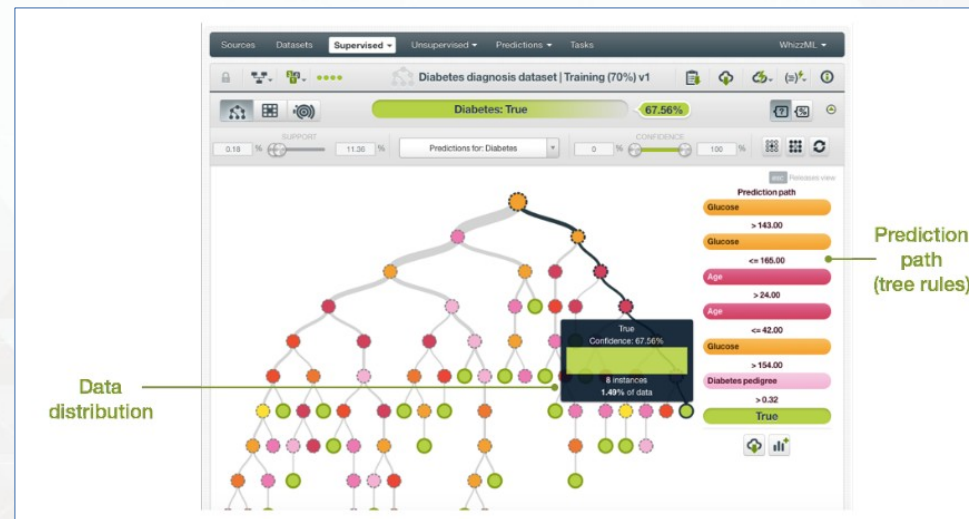 Sources Datasets Supervised Unsupervised Predictions Tasks WhizzML
Diabetes diagnosis dataset | Training (70%) v1
Diabetes: True 67.56%
SUPPORT CONFIDENCE
0.18 % 11.36 % Predictions for: Diabetes 0 % 100 %
esc Releases view
Prediction path
Glucose
> 143.00
Glucose
<= 165.00
Age
> 24.00
Age
<= 42.00
Glucose
> 154.00
Diabetes pedigree
> 0.32
True
True
Confidence: 67.56%
8 instances
1.49% of data
Data
distribution
Prediction
path
(tree rules)